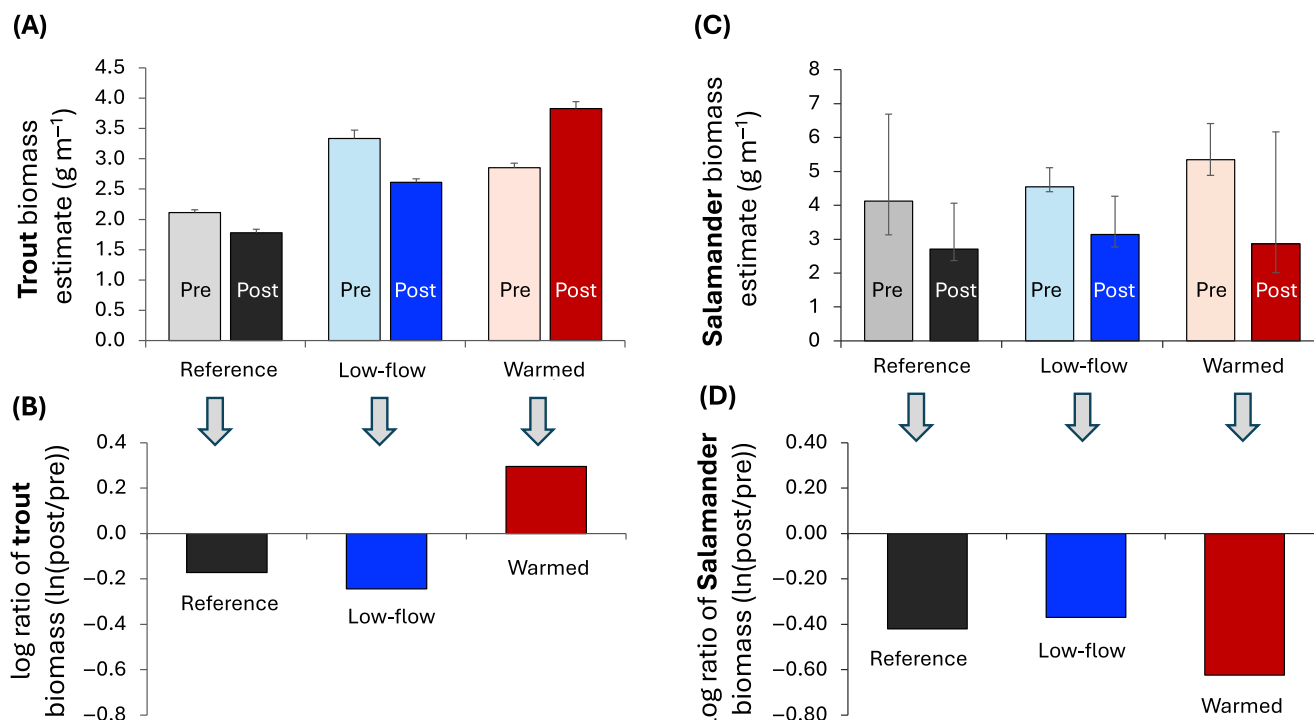 (A)
Trout biomass
estimate (g m⁻¹)
4.5
4.0
3.5
3.0
2.5
2.0
1.5
1.0
0.5
0.0
Pre
Post
Pre
Post
Pre
Post
Reference
Low-flow
Warmed
(B)
log ratio of trout
biomass (ln(post/pre))
0.4
0.2
0.0
−0.2
−0.4
−0.6
−0.8
Reference
Low-flow
Warmed
(C)
Salamander biomass
estimate (g m⁻¹)
8
7
6
5
4
3
2
1
0
Pre
Post
Pre
Post
Pre
Post
Reference
Low-flow
Warmed
(D)
ratio of Salamander
biomass (ln(post/pre))
0.40
0.20
0.00
−0.20
−0.40
−0.60
−0.80
Reference
Low-flow
Warmed